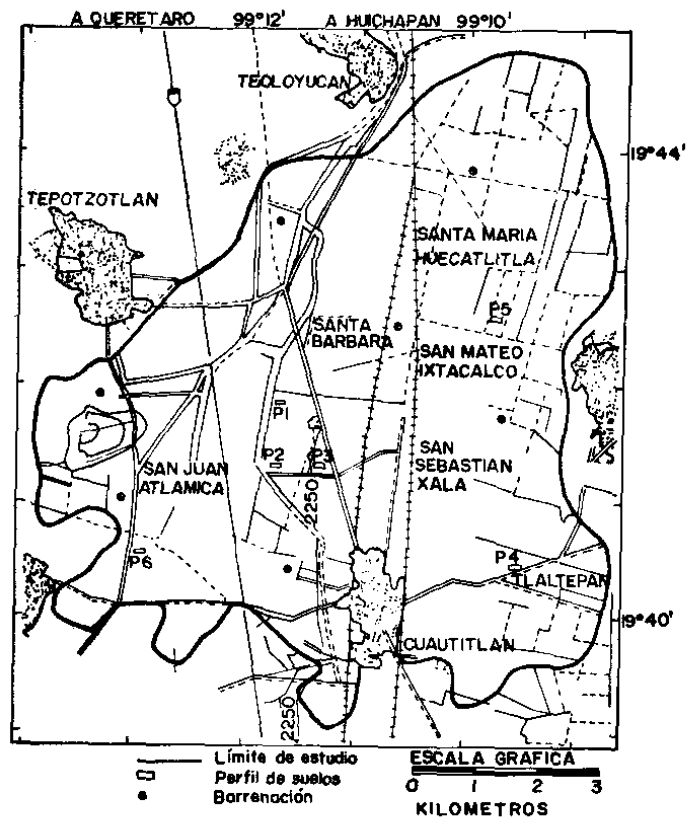 A QUERETARO 99°12' A HUICHAPAN 99°10'
TEOLOYUCAN
19°44'
TEPOTZOTLAN
SANTA MARIA
HUECATLITLA
P5
SANTA
BARBARA
SAN MATEO
IXTACALCO
P1
P2
P3
SAN
SEBASTIAN
XALA
SAN JUAN
ATLAMICA
2250
P6
P4
TLALTEPAN
19°40'
CUAUTITLAN
2250
Límite de estudio
Perfil de suelos
Barrenación
ESCALA GRAFICA
0 1 2 3
KILOMETROS